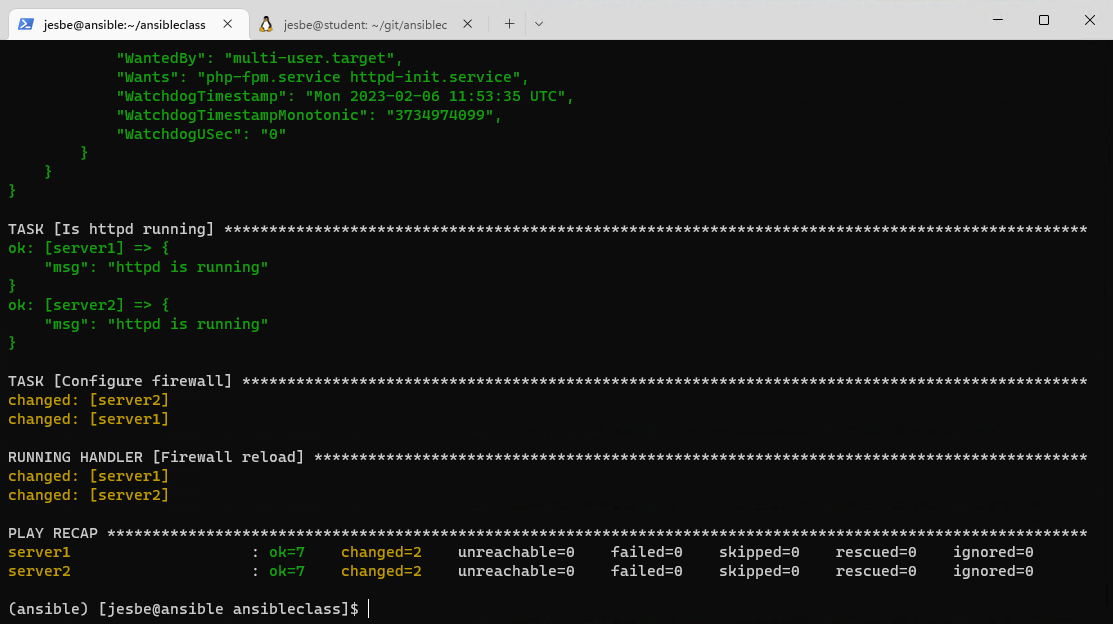 jesbe@ansible:~/ansibleclass
jesbe@student: ~/git/ansiblec
            "WantedBy": "multi-user.target",
            "Wants": "php-fpm.service httpd-init.service",
            "WatchdogTimestamp": "Mon 2023-02-06 11:53:35 UTC",
            "WatchdogTimestampMonotonic": "3734974099",
            "WatchdogUSec": "0"
        }
    }
}
TASK [Is httpd running] ************************************************************************************************
ok: [server1] => {
    "msg": "httpd is running"
}
ok: [server2] => {
    "msg": "httpd is running"
}
TASK [Configure firewall] **********************************************************************************************
changed: [server2]
changed: [server1]
RUNNING HANDLER [Firewall reload] **************************************************************************************
changed: [server1]
changed: [server2]
PLAY RECAP *************************************************************************************************************
server1                    : ok=7    changed=2    unreachable=0    failed=0    skipped=0    rescued=0    ignored=0
server2                    : ok=7    changed=2    unreachable=0    failed=0    skipped=0    rescued=0    ignored=0
(ansible) [jesbe@ansible ansibleclass]$